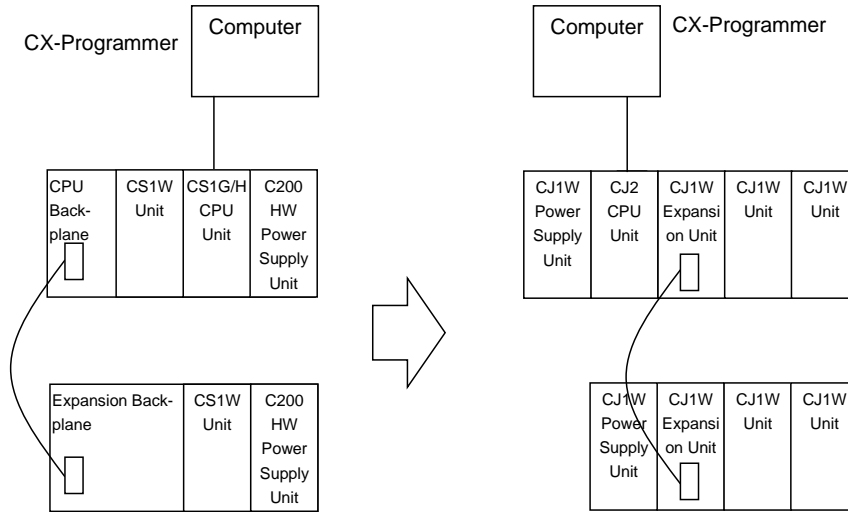 CX-Programmer
Computer
CPU
Back-
plane
CS1W
Unit
CS1G/H
CPU
Unit
C200
HW
Power
Supply
Unit
Expansion Back-
plane
CS1W
Unit
C200
HW
Power
Supply
Unit
Computer
CX-Programmer
CJ1W
Power
Supply
Unit
CJ2
CPU
Unit
CJ1W
Expansi
on Unit
CJ1W
Unit
CJ1W
Unit
CJ1W
Power
Supply
Unit
CJ1W
Expansi
on Unit
CJ1W
Unit
CJ1W
Unit